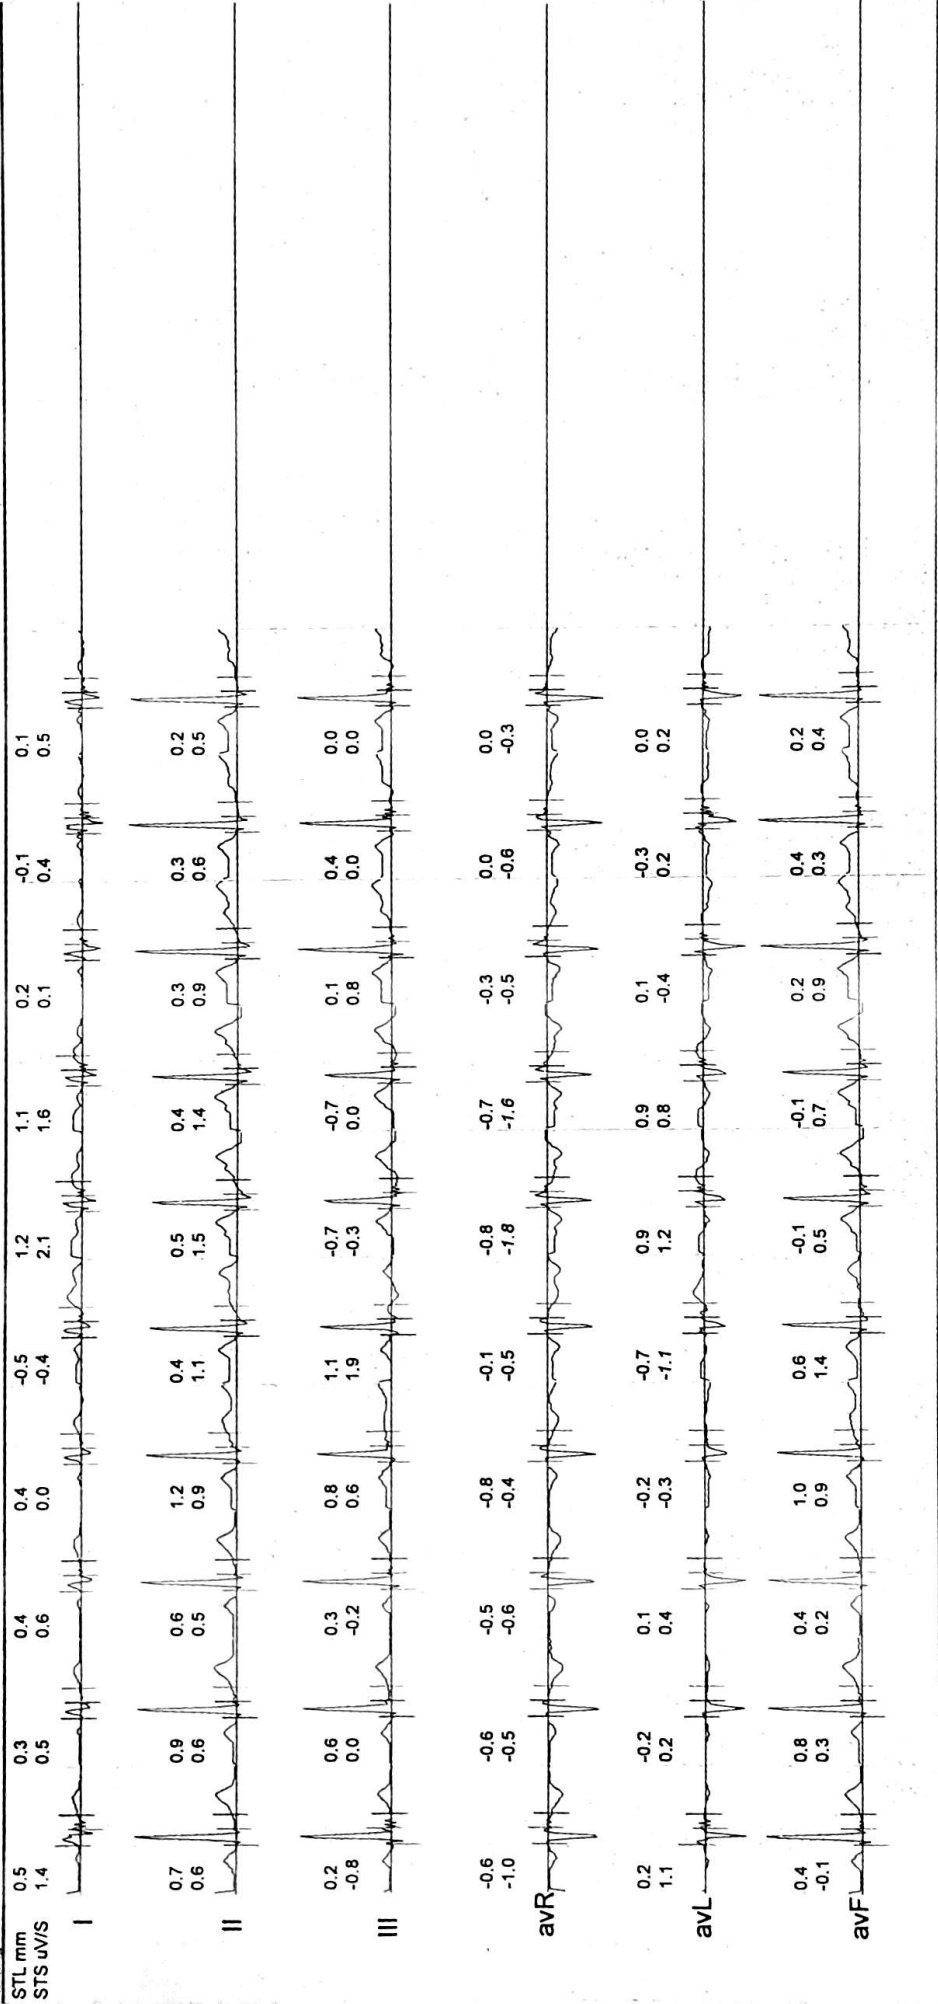 STL mm 0.5 0.3 0.4 0.4 -0.5 1.2 1.1 0.2 -0.1 0.1
STS uV/S 1.4 0.5 0.6 0.0 -0.4 2.1 1.6 0.1 0.4 0.5
I
0.7 0.9 0.6 1.2 0.4 0.5 0.4 0.3 0.3 0.2
0.6 0.6 0.5 0.9 1.1 1.5 1.4 0.9 0.6 0.5
II
0.2 0.6 0.3 0.8 1.1 -0.7 -0.7 0.1 0.4 0.0
-0.8 0.0 -0.2 0.6 1.9 -0.3 0.0 0.8 0.0 0.0
III
-0.6 -0.6 -0.5 -0.8 -0.1 -0.8 -0.7 -0.3 0.0 0.0
-1.0 -0.5 -0.6 -0.4 -0.5 -1.8 -1.6 -0.5 -0.6 -0.3
avR
0.2 -0.2 0.1 -0.2 -0.7 0.9 0.9 0.1 -0.3 0.0
1.1 0.2 0.4 -0.3 -1.1 1.2 0.8 -0.4 0.2 0.2
avL
0.4 0.8 0.4 1.0 0.6 -0.1 -0.1 0.2 0.4 0.2
-0.1 0.3 0.2 0.9 1.4 0.5 0.7 0.9 0.3 0.4
avF